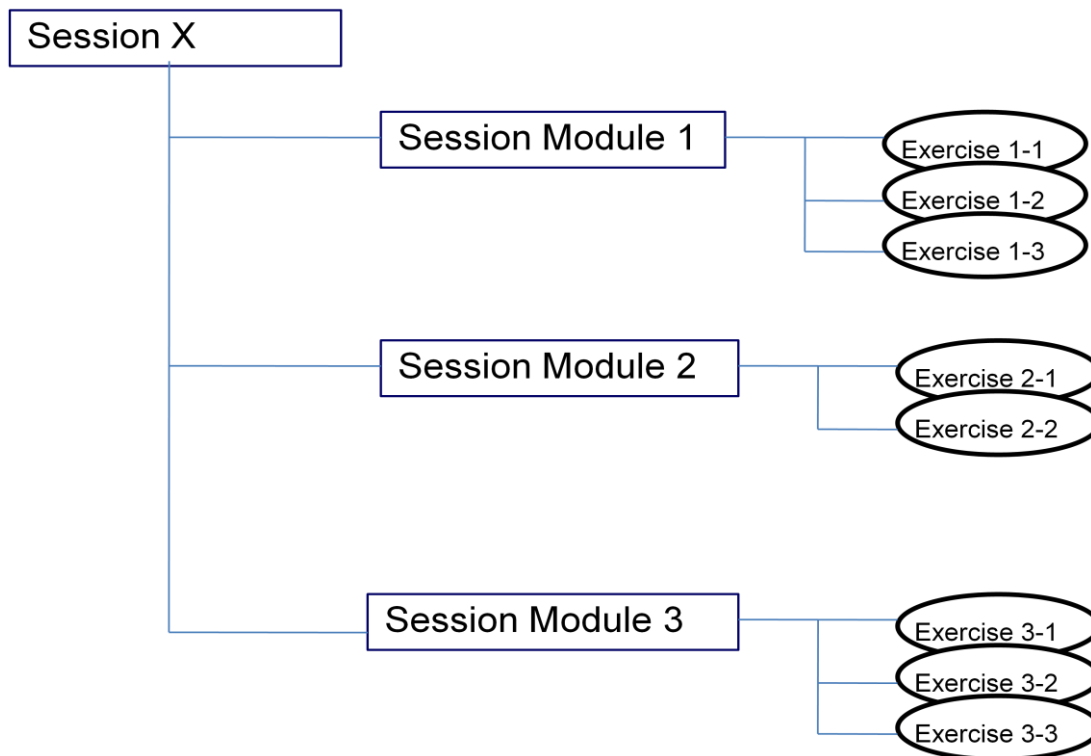 Session X
Session Module 1
Exercise 1-1
Exercise 1-2
Exercise 1-3
Session Module 2
Exercise 2-1
Exercise 2-2
Session Module 3
Exercise 3-1
Exercise 3-2
Exercise 3-3